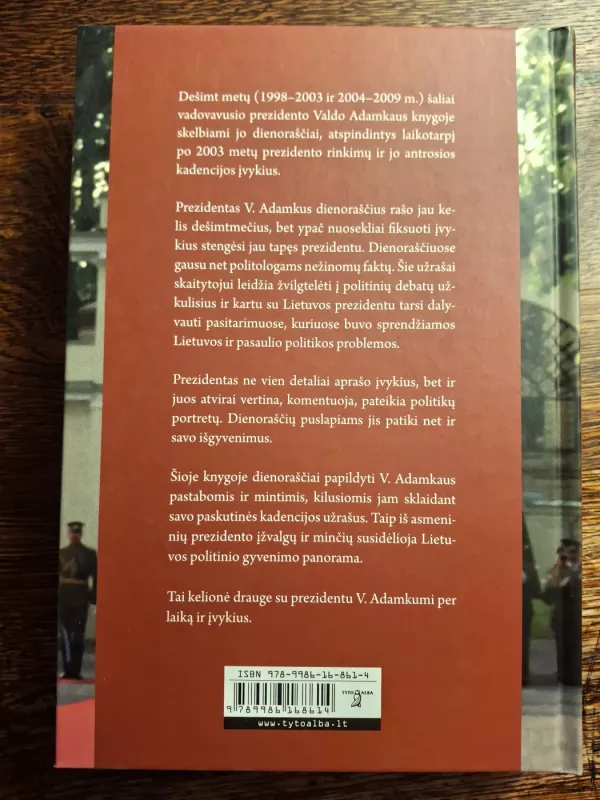 Dešimt metų (1998–2003 ir 2004–2009 m.) šaliai
vadovavusio prezidento Valdo Adamkaus knygoje
skelbiami jo dienoraščiai, atspindintys laikotarpį
po 2003 metų prezidento rinkimų ir jo antrosios
kadencijos įvykius.
Prezidentas V. Adamkus dienoraščius rašo jau ke-
lis dešimtmečius, bet ypač nuosekliai fiksuoti įvy-
kius stengėsi jau tapęs prezidentu. Dienoraščiuose
gausu net politologams nežinomų faktų. Šie užrašai
skaitytojui leidžia žvilgtelėti į politinių debatų už-
kulisius ir kartu su Lietuvos prezidentu tarsi daly-
vauti pasitarimuose, kuriuose buvo sprendžiamos
Lietuvos ir pasaulio politikos problemos.
Prezidentas ne vien detaliai aprašo įvykius, bet ir
juos atvirai vertina, komentuoja, pateikia politikų
portretų. Dienoraščių puslapiams jis patiki net ir
savo išgyvenimus.
Šioje knygoje dienoraščiai papildyti V. Adamkaus
pastabomis ir mintimis, kilusiomis jam sklaidant
savo paskutinės kadencijos užrašus. Taip iš asmeni-
nių prezidento įžvalgų ir minčių susidėlioja Lietu-
vos politinio gyvenimo panorama.
Tai kelionė drauge su prezidentu V. Adamkumi per
laiką ir įvykius.
ISBN 978-9986-16-861-4
TYTO ALBA
9789986168614
www.tytoalba.lt